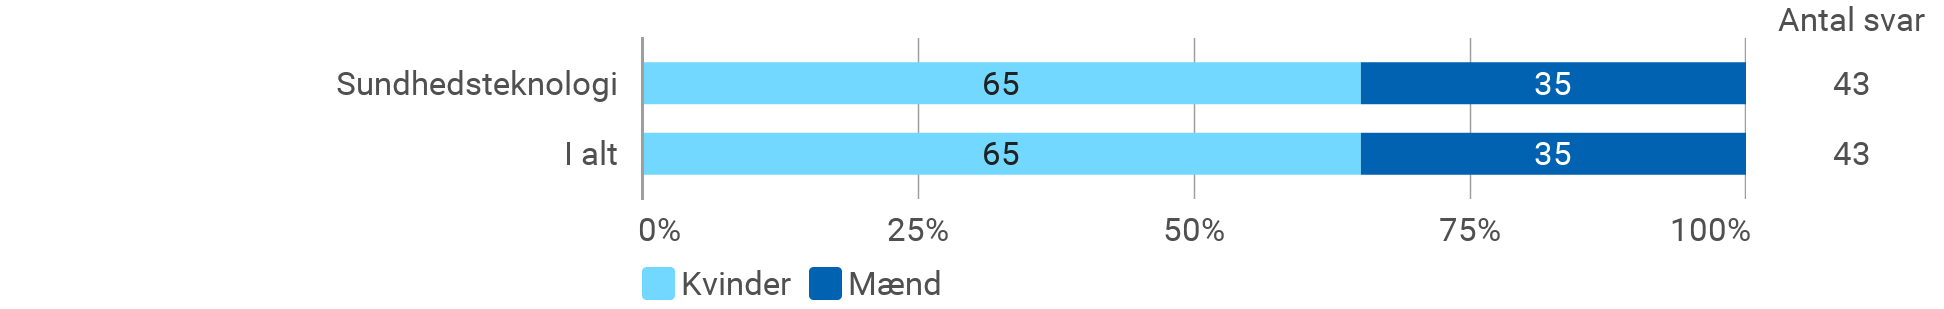 Antal svar
Sundhedsteknologi 65 35 43
I alt 65 35 43
0% 25% 50% 75% 100%
Kvinder Mænd